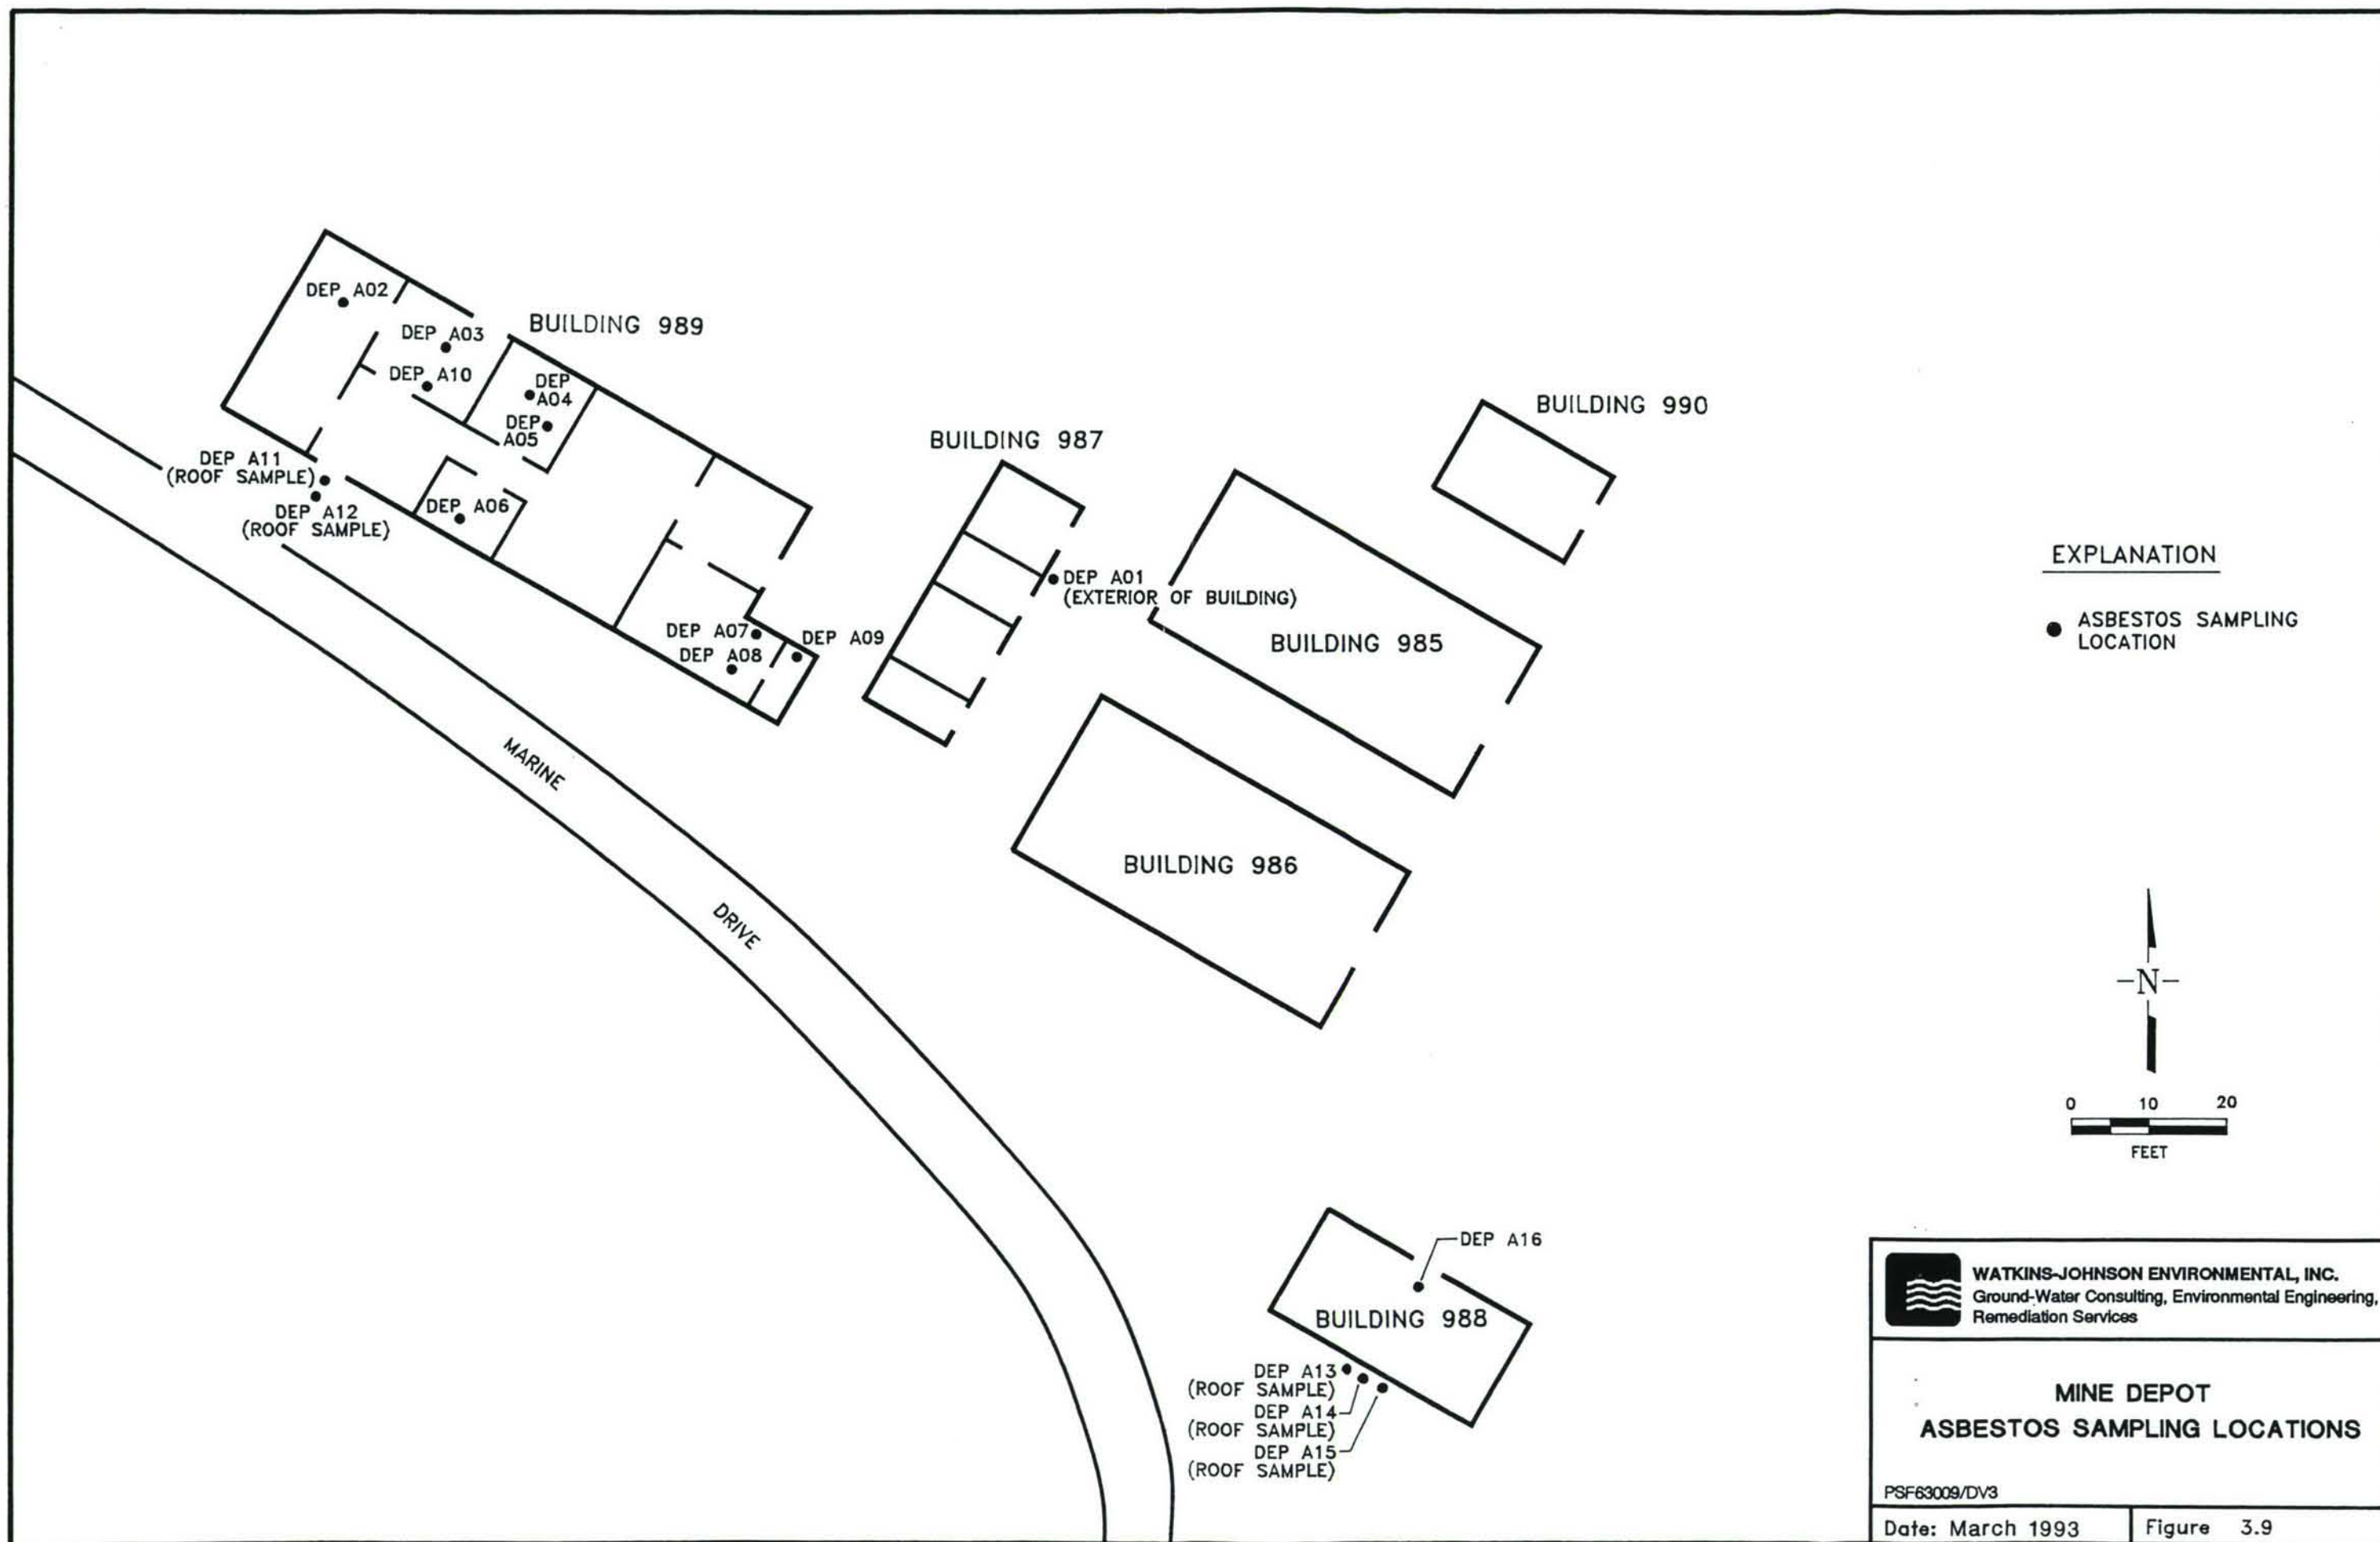 DEP A02
BUILDING 989
DEP A03
DEP A10
DEP
A04
DEP
A05
DEP A11
(ROOF SAMPLE)
DEP A12
(ROOF SAMPLE)
DEP A06
DEP A07
DEP A08
DEP A09
BUILDING 987
DEP A01
(EXTERIOR OF BUILDING)
BUILDING 990
BUILDING 985
BUILDING 986
MARINE
DRIVE
EXPLANATION
ASBESTOS SAMPLING
LOCATION
-N-
0 10 20
FEET
DEP A16
BUILDING 988
DEP A13
(ROOF SAMPLE)
DEP A14
(ROOF SAMPLE)
DEP A15
(ROOF SAMPLE)
WATKINS-JOHNSON ENVIRONMENTAL, INC.
Ground-Water Consulting, Environmental Engineering,
Remediation Services
MINE DEPOT
ASBESTOS SAMPLING LOCATIONS
PSF63009/DV3
Date: March 1993
Figure 3.9